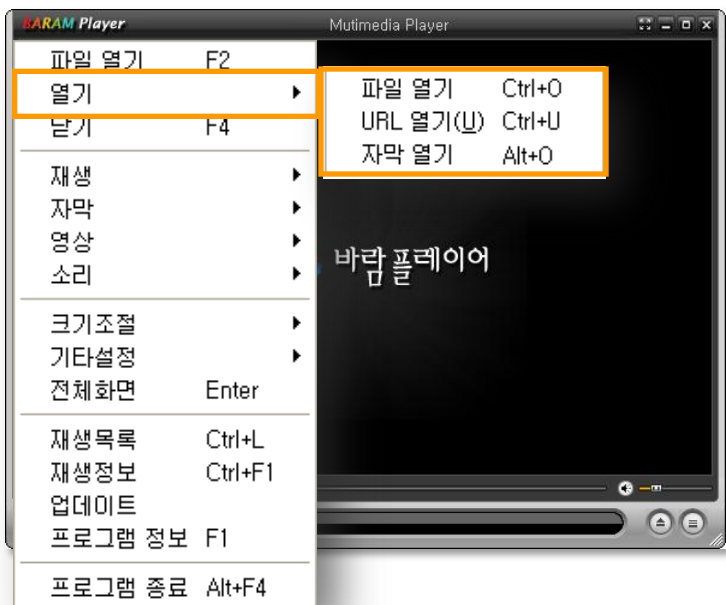 BARAM Player
Mutimedia Player
파일 열기 F2
열기
닫기 F4
파일 열기 Ctrl+O
URL 열기(U) Ctrl+U
자막 열기 Alt+O
재생
자막
영상
소리
바람플레이어
크기조절
기타설정
전체화면 Enter
재생목록 Ctrl+L
재생정보 Ctrl+F1
업데이트
프로그램 정보 F1
프로그램 종료 Alt+F4